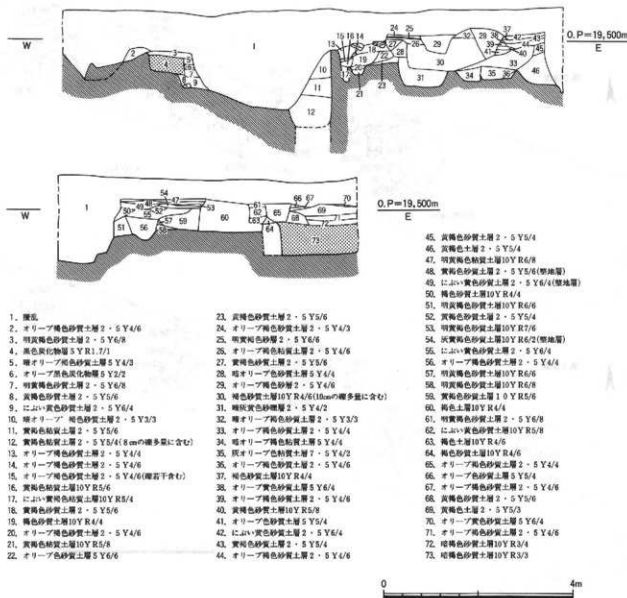 W
O.P=19,500m
E
W
O.P=19,500m
E
1. 攪乱
2. オリーブ褐色砂質土層2・5Y4/6
3. 明黄褐色砂質土層2・5Y6/8
4. 黒色炭化物層5YR1.7/1
5. 暗オリーブ褐色砂質土層5Y4/3
6. オリーブ黒色炭化物層5Y2/2
7. 明黄褐色砂質土層2・5Y6/8
8. 黄褐色砂質土層2・5Y5/6
9. にぶい黄色砂質土層2・5Y6/4
10. 暗オリーブ褐色砂質土層2・5Y3/3
11. 黄褐色粘質土層2・5Y5/6
12. 黄褐色粘質土層2・5Y5/4(8cmの礫多量に含む)
13. オリーブ褐色砂質土層2・5Y4/6
14. オリーブ褐色砂質土層2・5Y4/6
15. オリーブ褐色砂質土層2・5Y4/6(礫若干含む)
16. 黄褐色粘質土層10YR5/6
17. にぶい黄褐色粘質土層10YR5/4
18. 黄褐色砂質土層2・5Y5/6
19. 褐色砂質土層10YR4/4
20. オリーブ褐色砂質土層2・5Y4/6
21. 黄褐色粘質土層10YR5/8
22. オリーブ色砂質土層5Y6/6
23. 黄褐色砂質土層2・5Y5/6
24. オリーブ褐色砂質土層2・5Y4/3
25. 明黄褐色砂層2・5Y6/6
26. オリーブ褐色粘質土層2・5Y4/6
27. 黄褐色砂質土層2・5Y5/6
28. 暗オリーブ色砂質土層5Y4/4
29. オリーブ褐色砂土層2・5Y4/6
30. 褐色砂質土層10YR4/6(10cmの礫多量に含む)
31. 暗灰黄色砂礫層2・5Y4/2
32. 暗オリーブ褐色砂質土層2・5Y3/3
33. オリーブ褐色砂質土層2・5Y4/4
34. 暗オリーブ褐色粘質土層5Y4/4
35. 灰オリーブ色粘質土層7・5Y4/2
36. オリーブ褐色砂質土層2・5Y4/6
37. 褐色砂質土層10YR4/4
38. オリーブ黄色砂質土層5Y6/4
39. オリーブ褐色砂質土層2・5Y4/6
40. 黄褐色砂質土層10YR5/8
41. オリーブ色砂質土層5Y5/4
42. にぶい黄色砂質土層2・5Y6/4
43. 黄褐色砂質土層2・5Y5/4
44. オリーブ褐色砂質土層2・5Y4/6
45. 黄褐色砂質土層2・5Y5/4
46. 黄褐色土層2・5Y5/4
47. 明黄褐色粘質土層10YR6/8
48. 黄褐色砂質土層2・5Y5/6(整地層)
49. にぶい黄色砂質土層2・5Y6/4(整地層)
50. 褐色砂質土層10YR4/4
51. 明黄褐色砂質土層10YR6/6
52. 黄褐色砂質土層2・5Y5/4
53. 明黄褐色砂質土層10YR7/6
54. 灰黄褐色粘質土層10YR6/2(整地層)
55. にぶい黄色砂質土層2・5Y6/4
56. オリーブ褐色砂質土層2・5Y4/4
57. 明黄褐色砂質土層10YR6/6
58. 明黄褐色砂質土層10YR6/8
59. 黄褐色砂質土層10YR5/6
60. 褐色土層10YR4/4
61. 明黄褐色砂質土層2・5Y6/8
62. にぶい黄褐色砂質土層10YR5/8
63. 褐色土層10YR4/6
64. 褐色砂質土層10YR4/6
65. オリーブ褐色砂質土層2・5Y4/4
66. オリーブ色砂質土層5Y5/4
67. オリーブ褐色砂質土層2・5Y4/6
68. 黄褐色砂質土層2・5Y5/6
69. 黄褐色土層2・5Y5/3
70. オリーブ黄色砂質土層5Y6/4
71. オリーブ褐色砂質土層2・5Y4/6
72. 暗褐色砂質土層10YR3/4
73. 暗褐色砂質土層10YR3/3
0 4m